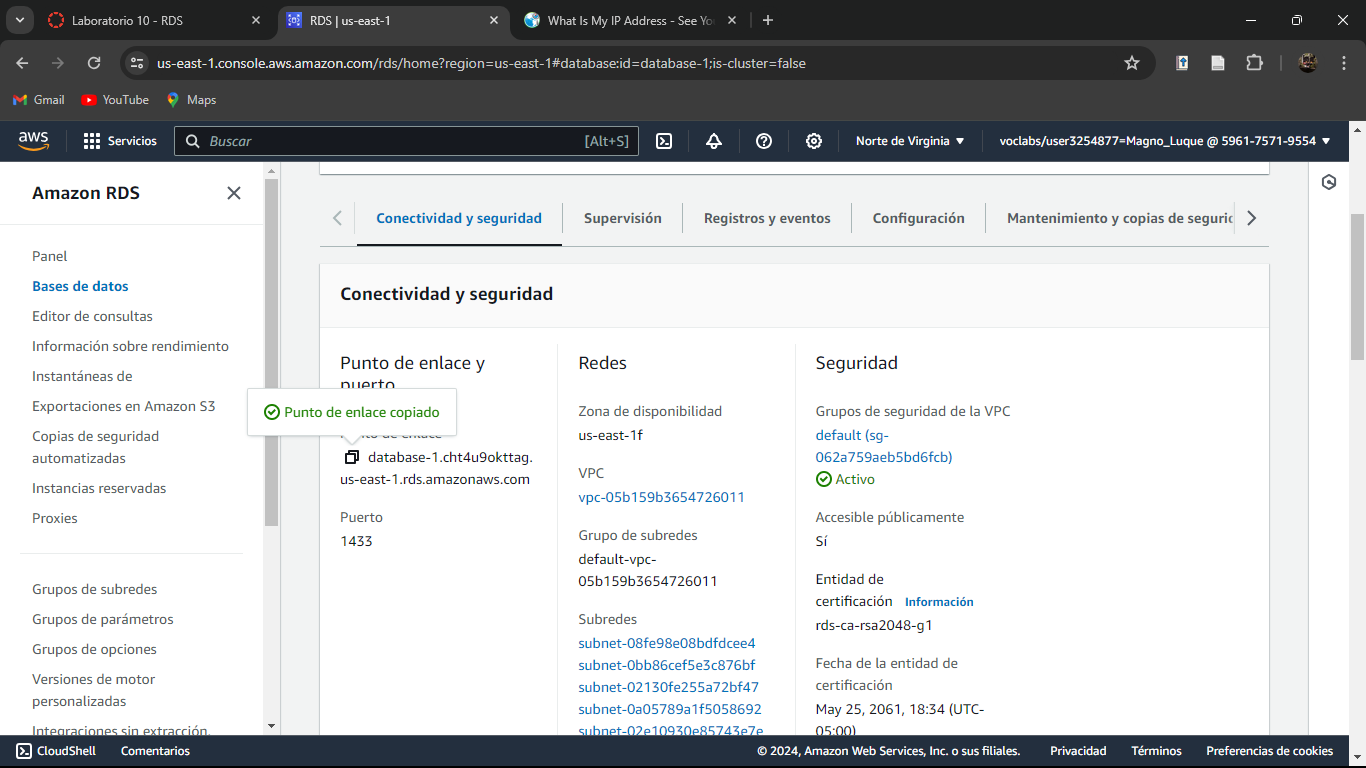 Laboratorio 10 - RDS
RDS | us-east-1
What Is My IP Address - See Yo
us-east-1.console.aws.amazon.com/rds/home?region=us-east-1#database:id=database-1;is-cluster=false
Gmail
YouTube
Maps
aws
Servicios
Buscar
[Alt+S]
Norte de Virginia
voclabs/user3254877=Magno_Luque @ 5961-7571-9554
Amazon RDS
Panel
Bases de datos
Editor de consultas
Información sobre rendimiento
Instantáneas de
Exportaciones en Amazon S3
Copias de seguridad
automatizadas
Instancias reservadas
Proxies
Grupos de subredes
Grupos de parámetros
Grupos de opciones
Versiones de motor
personalizadas
Integraciones sin extracción,
Conectividad y seguridad
Supervisión
Registros y eventos
Configuración
Mantenimiento y copias de seguric
Conectividad y seguridad
Punto de enlace y
puerto
Punto de enlace copiado
Punto de enlace
database-1.cht4u9okttag.
us-east-1.rds.amazonaws.com
Puerto
1433
Redes
Zona de disponibilidad
us-east-1f
VPC
vpc-05b159b3654726011
Grupo de subredes
default-vpc-
05b159b3654726011
Subredes
subnet-08fe98e08bdfdcee4
subnet-0bb86cef5e3c876bf
subnet-02130fe255a72bf47
subnet-0a05789a1f5058692
subnet-02e10930e85743e7e
Seguridad
Grupos de seguridad de la VPC
default (sg-
062a759aeb5bd6fcb)
Activo
Accesible públicamente
Sí
Entidad de
certificación Información
rds-ca-rsa2048-g1
Fecha de la entidad de
certificación
May 25, 2061, 18:34 (UTC-
05:00)
CloudShell
Comentarios
© 2024, Amazon Web Services, Inc. o sus filiales.
Privacidad
Términos
Preferencias de cookies